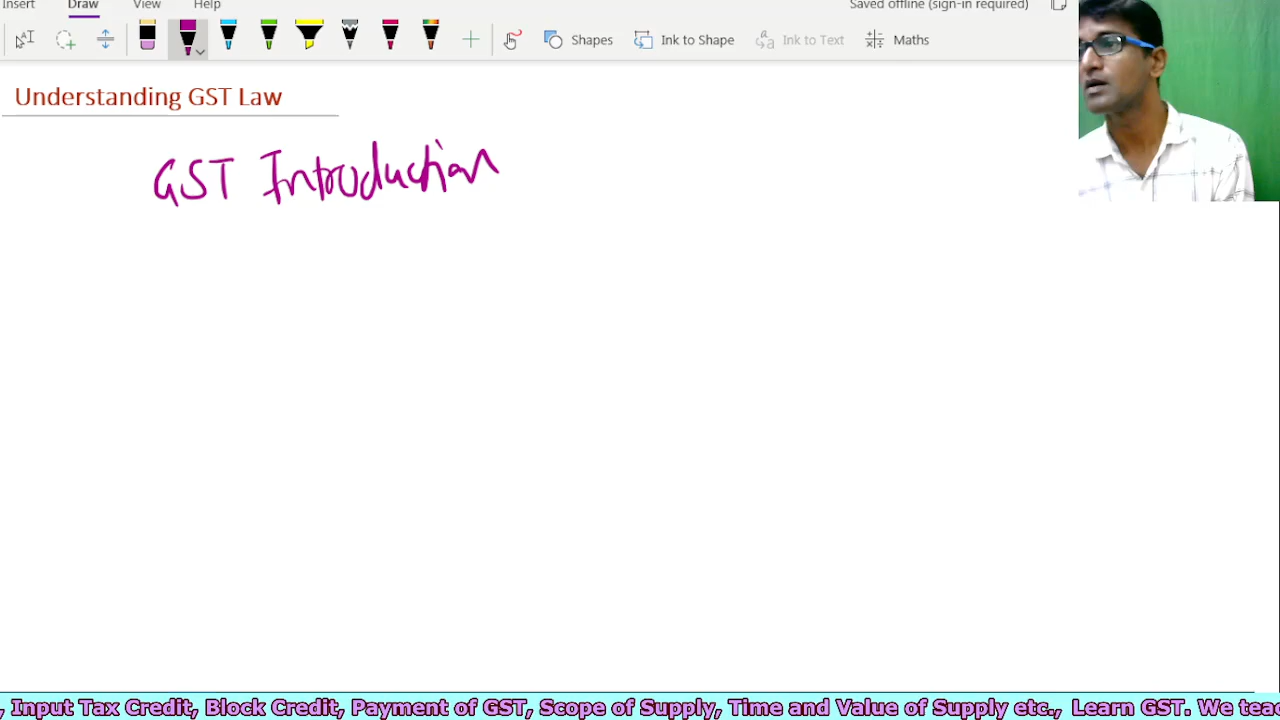 Insert Draw View Help Saved offline (sign-in required)
Shapes Ink to Shape Ink to Text Maths
Understanding GST Law
GST Introduction
, Input Tax Credit, Block Credit, Payment of GST, Scope of Supply, Time and Value of Supply etc., Learn GST. We teac